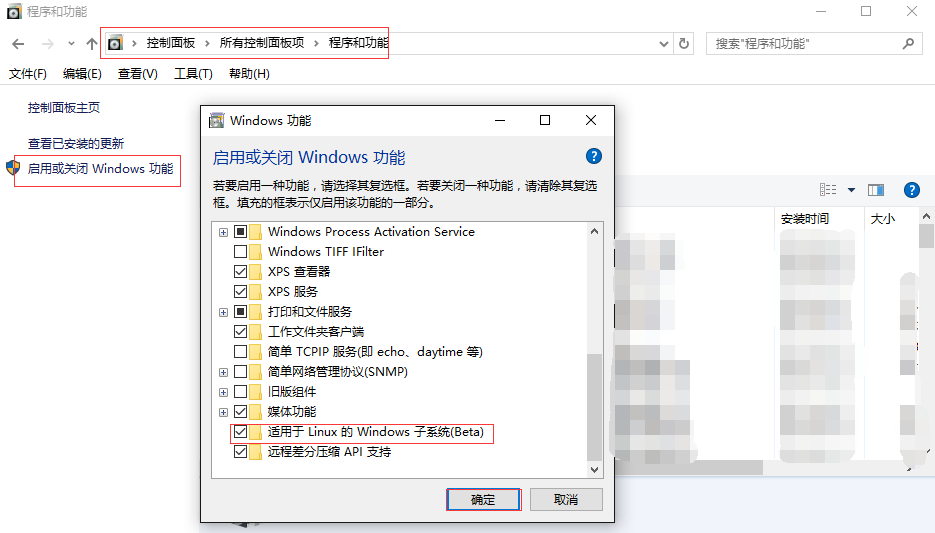 程序和功能
控制面板 › 所有控制面板项 › 程序和功能
搜索"程序和功能"
文件(F) 编辑(E) 查看(V) 工具(T) 帮助(H)
控制面板主页
查看已安装的更新
启用或关闭 Windows 功能
Windows 功能
启用或关闭 Windows 功能
若要启用一种功能，请选择其复选框。若要关闭一种功能，请清除其复选
框。填充的框表示仅启用该功能的一部分。
Windows Process Activation Service
Windows TIFF IFilter
XPS 查看器
XPS 服务
打印和文件服务
工作文件夹客户端
简单 TCPIP 服务(即 echo、daytime 等)
简单网络管理协议(SNMP)
旧版组件
媒体功能
适用于 Linux 的 Windows 子系统(Beta)
远程差分压缩 API 支持
确定 取消
安装时间 大小